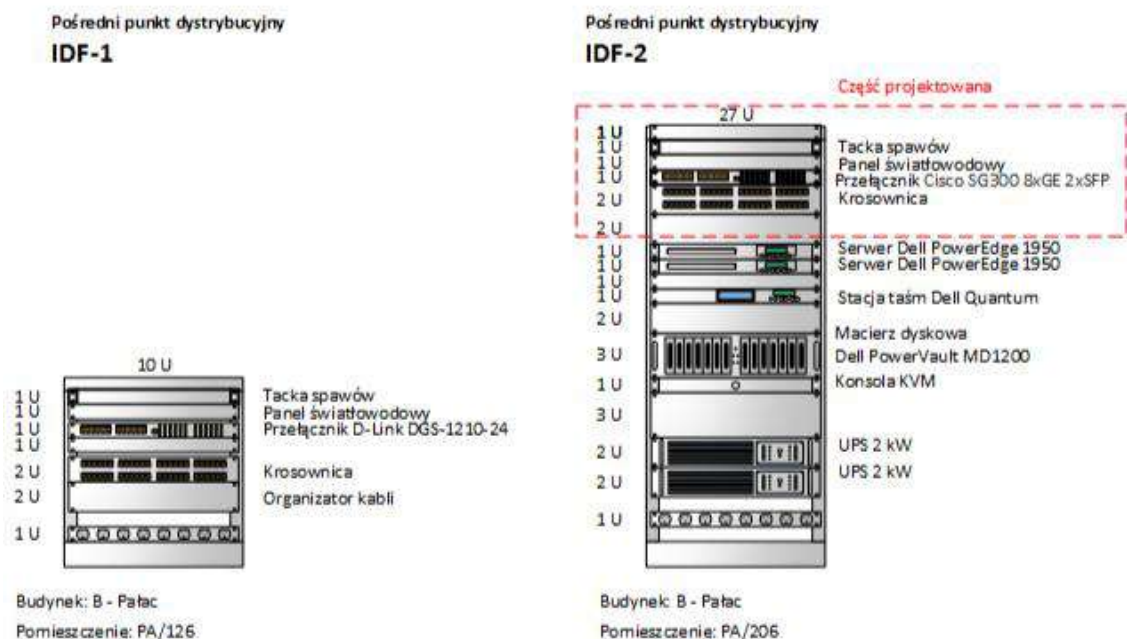 Pośredni punkt dystrybucyjny
IDF-1
10 U
1 U
1 U
1 U
1 U
2 U
2 U
1 U
Tacka spawów
Panel światłowodowy
Przełącznik D-Link DGS-1210-24
Krosownica
Organizator kabli
Budynek: B - Pałac
Pomieszczenie: PA/126
Pośredni punkt dystrybucyjny
IDF-2
Część projektowana
27 U
1 U
1 U
1 U
1 U
2 U
2 U
1 U
1 U
1 U
1 U
2 U
3 U
1 U
3 U
2 U
2 U
1 U
Tacka spawów
Panel światłowodowy
Przełącznik Cisco SG300 8xGE 2xSFP
Krosownica
Serwer Dell PowerEdge 1950
Serwer Dell PowerEdge 1950
Stacja taśm Dell Quantum
Macierz dyskowa
Dell PowerVault MD1200
Konsola KVM
UPS 2 kW
UPS 2 kW
Budynek: B - Pałac
Pomieszczenie: PA/206